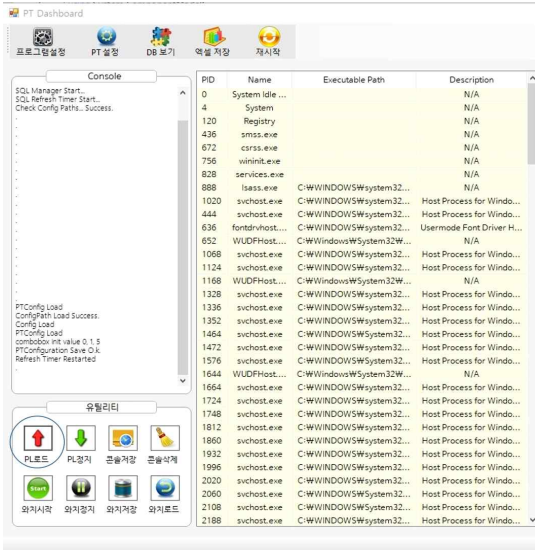 PT Dashboard
프로그램설정 PT 설정 DB 보기 엑셀 저장 재시작
Console
SQL Manager Start...
SQL Refresh Timer Start...
Check Config Paths... Success.
PTConfig Load
ConfigPath Load Success.
Config Load
PTConfig Load
combobox init value 0, 1, 5
PTConfiguration Save O.k.
Refresh Timer Restarted
유틸리티
PL로드 PL정지 콘솔저장 콘솔삭제
Start
와치시작 와치정지 와치저장 와치로드
PID Name Executable Path Description
0 System Idle ... N/A
4 System N/A
120 Registry N/A
436 smss.exe N/A
672 csrss.exe N/A
756 wininit.exe N/A
828 services.exe N/A
888 lsass.exe C:₩WINDOWS₩system32... N/A
1020 svchost.exe C:₩WINDOWS₩system32... Host Process for Windo...
444 svchost.exe C:₩WINDOWS₩system32... Host Process for Windo...
636 fontdrvhost.... C:₩WINDOWS₩system32... Usermode Font Driver H...
652 WUDFHost.... C:₩Windows₩System32₩... N/A
1068 svchost.exe C:₩WINDOWS₩system32... Host Process for Windo...
1124 svchost.exe C:₩WINDOWS₩system32... Host Process for Windo...
1168 WUDFHost.... C:₩Windows₩System32₩... N/A
1328 svchost.exe C:₩WINDOWS₩system32... Host Process for Windo...
1336 svchost.exe C:₩WINDOWS₩system32... Host Process for Windo...
1352 svchost.exe C:₩WINDOWS₩system32... Host Process for Windo...
1464 svchost.exe C:₩WINDOWS₩system32... Host Process for Windo...
1472 svchost.exe C:₩WINDOWS₩system32... Host Process for Windo...
1576 svchost.exe C:₩WINDOWS₩system32... Host Process for Windo...
1644 WUDFHost.... C:₩Windows₩System32₩... N/A
1664 svchost.exe C:₩WINDOWS₩system32... Host Process for Windo...
1724 svchost.exe C:₩WINDOWS₩system32... Host Process for Windo...
1748 svchost.exe C:₩WINDOWS₩system32... Host Process for Windo...
1812 svchost.exe C:₩WINDOWS₩system32... Host Process for Windo...
1860 svchost.exe C:₩WINDOWS₩system32... Host Process for Windo...
1932 svchost.exe C:₩WINDOWS₩system32... Host Process for Windo...
1996 svchost.exe C:₩WINDOWS₩system32... Host Process for Windo...
2020 svchost.exe C:₩WINDOWS₩system32... Host Process for Windo...
2060 svchost.exe C:₩WINDOWS₩system32... Host Process for Windo...
2108 svchost.exe C:₩WINDOWS₩system32... Host Process for Windo...
2188 svchost.exe C:₩WINDOWS₩system32... Host Process for Windo...